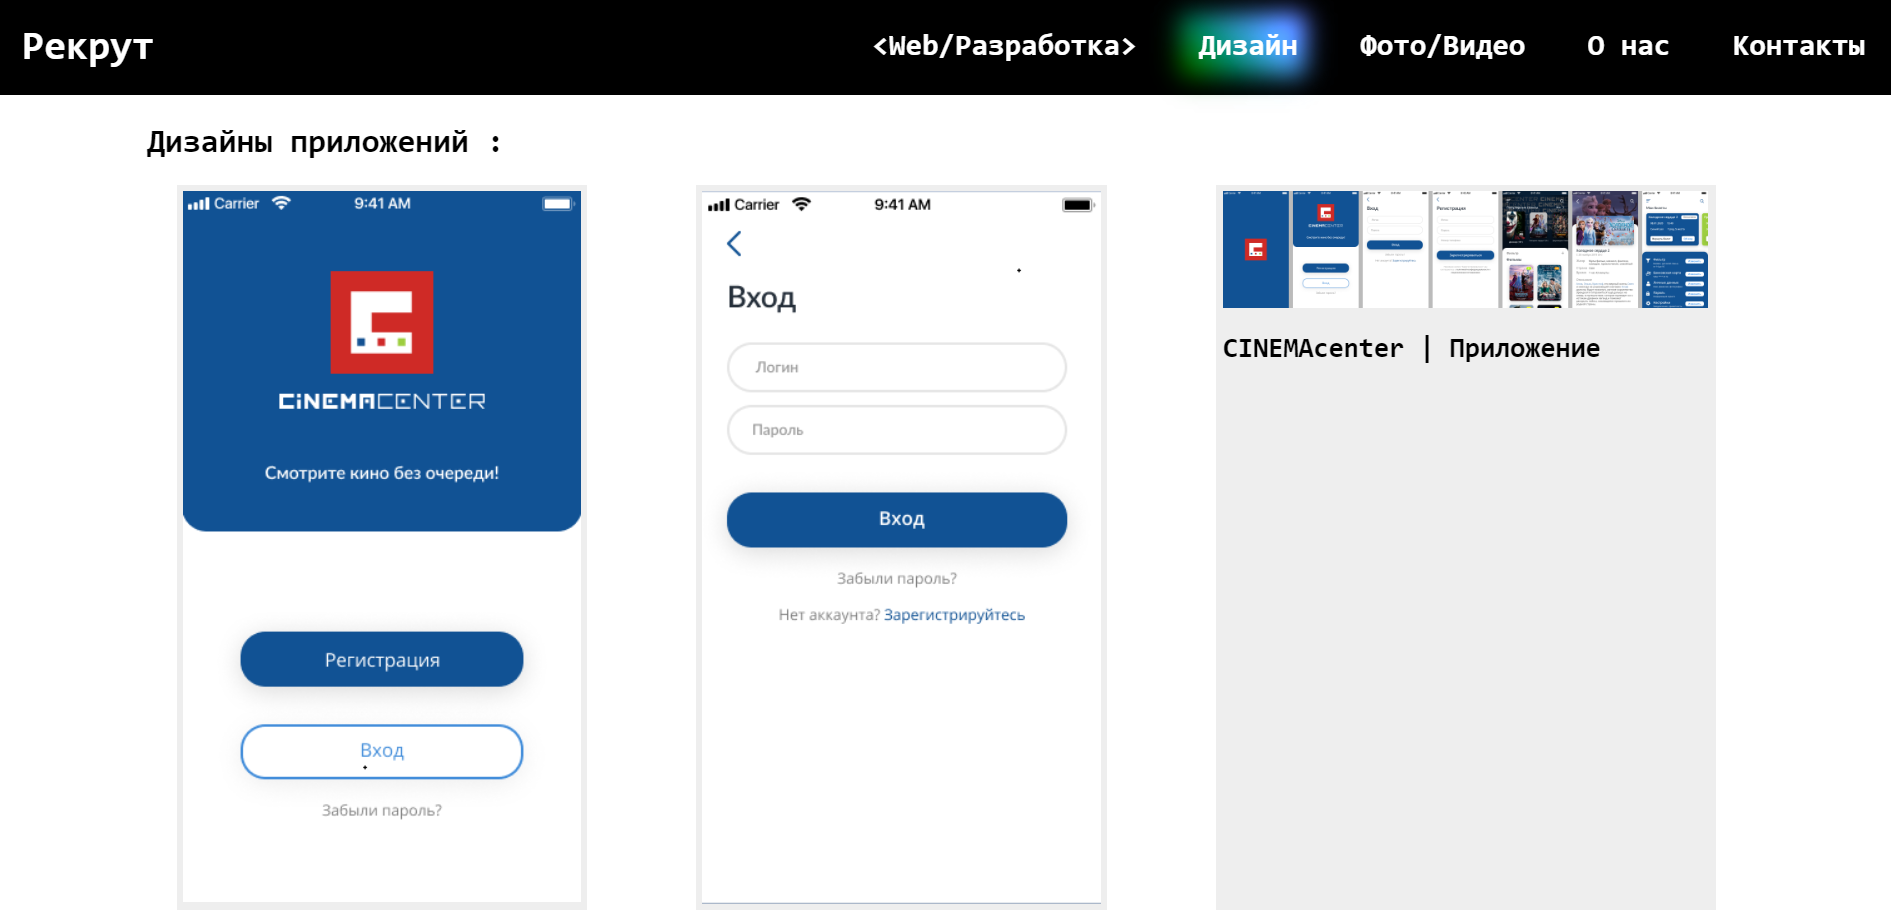 Рекрут
<Web/Разработка> Дизайн Фото/Видео О нас Контакты
Дизайны приложений :
Carrier 9:41 AM
CiNEMACENTER
Смотрите кино без очереди!
Регистрация
Вход
Забыли пароль?
Carrier 9:41 AM
Вход
Логин
Пароль
Вход
Забыли пароль?
Нет аккаунта? Зарегистрируйтесь
CINEMAcenter | Приложение